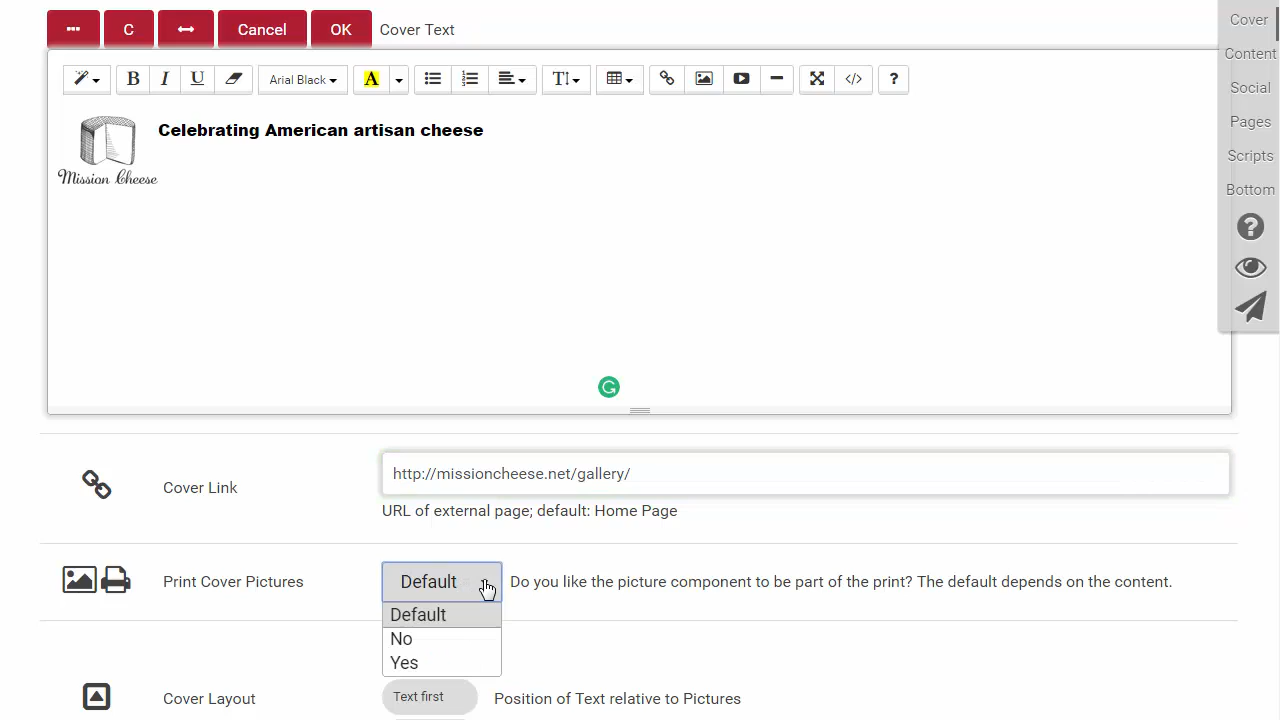 C Cancel OK Cover Text
B I U Arial Black A T ?
Celebrating American artisan cheese
Mission Cheese
G
Cover Link
http://missioncheese.net/gallery/
URL of external page; default: Home Page
Print Cover Pictures
Default
Do you like the picture component to be part of the print? The default depends on the content.
Default
No
Yes
Cover Layout
Text first
Position of Text relative to Pictures
Cover
Content
Social
Pages
Scripts
Bottom
?